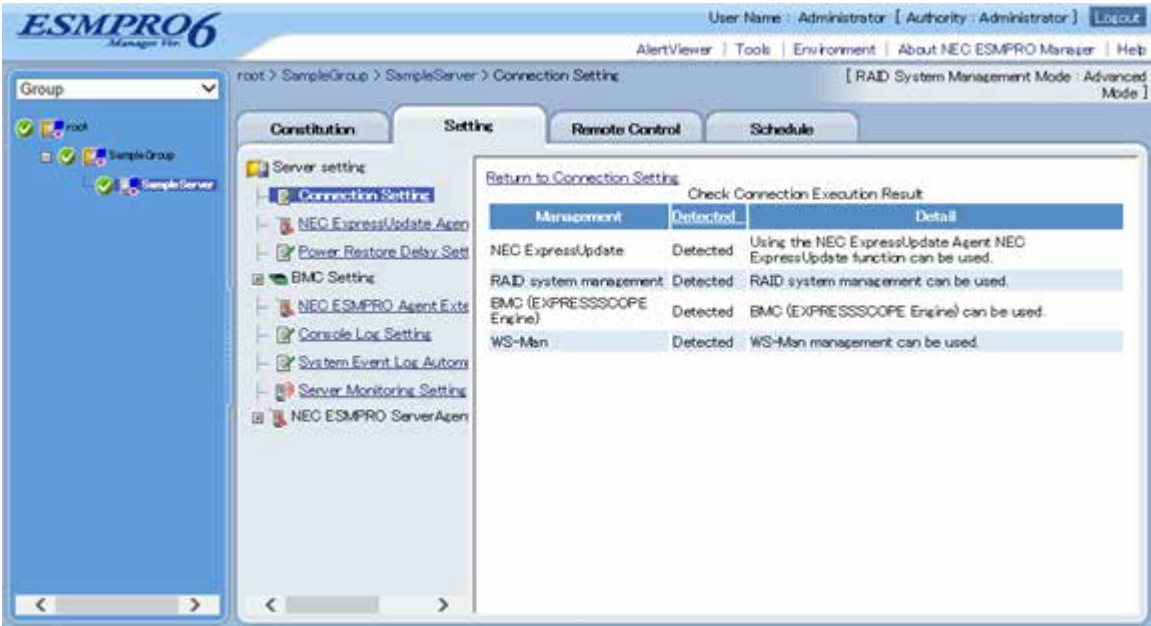 ESMPRO6
Manager Ver.
User Name : Administrator [ Authority : Administrator ] Logout
AlertViewer | Tools | Environment | About NEC ESMPRO Manager | Help
Group
root > SampleGroup > SampleServer > Connection Setting
[ RAID System Management Mode : Advanced
Mode ]
root
SampleGroup
SampleServer
Constitution
Setting
Remote Control
Schedule
Server setting
Connection Setting
NEC ExpressUpdate Agen
Power Restore Delay Sett
BMC Setting
NEC ESMPRO Agent Exte
Console Log Setting
System Event Log Autom
Server Monitoring Setting
NEC ESMPRO ServerAgen
Return to Connection Setting
Check Connection Execution Result
Management Detected Detail
NEC ExpressUpdate Detected Using the NEC ExpressUpdate Agent NEC
ExpressUpdate function can be used.
RAID system management Detected RAID system management can be used.
BMC (EXPRESSSCOPE
Engine) Detected BMC (EXPRESSSCOPE Engine) can be used.
WS-Man Detected WS-Man management can be used.